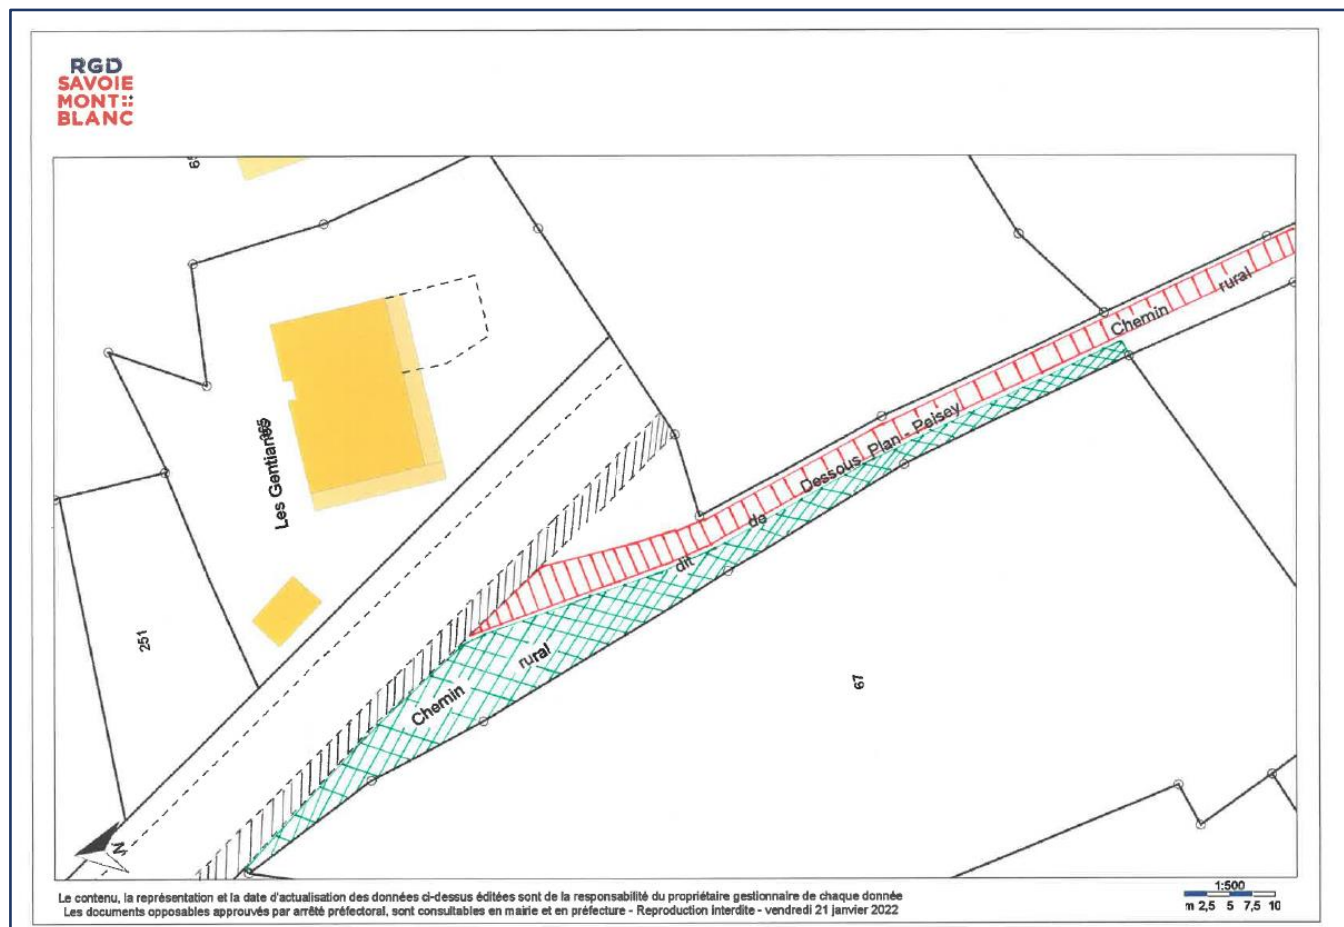 RGD
SAVOIE
MONT
BLANC
65
Les Gentianes
251
Chemin rural dit de Dessous Plan - Peisey
Chemin rural
67
N
Le contenu, la représentation et la date d'actualisation des données ci-dessus éditées sont de la responsabilité du propriétaire gestionnaire de chaque donnée
Les documents opposables approuvés par arrêté préfectoral, sont consultables en mairie et en préfecture - Reproduction interdite - vendredi 21 janvier 2022
1:500
m 2,5 5 7,5 10